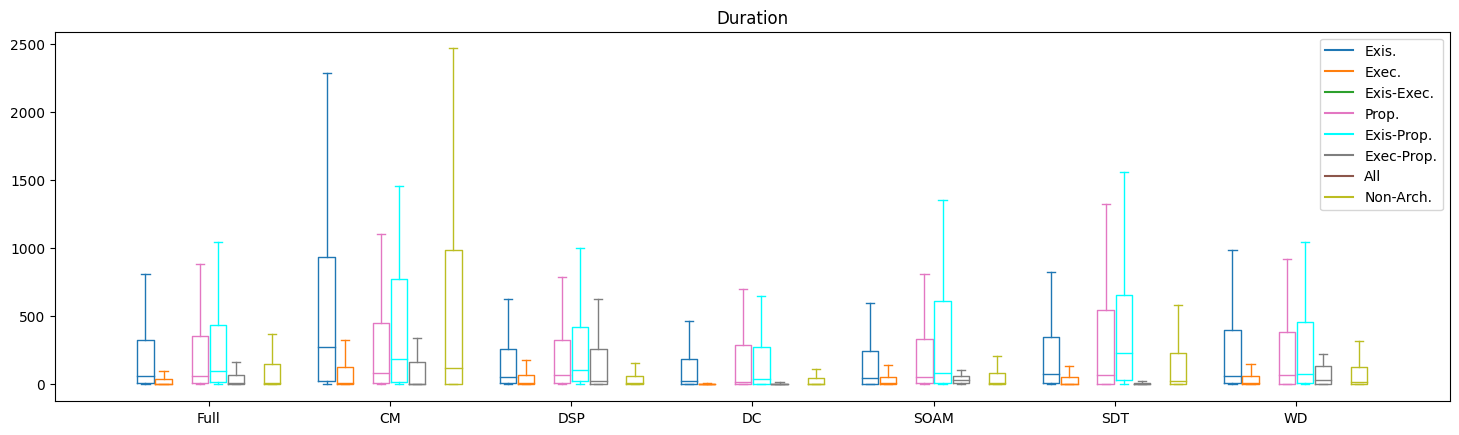 Duration
2500
2000
1500
1000
500
0
Exis.
Exec.
Exis-Exec.
Prop.
Exis-Prop.
Exec-Prop.
All
Non-Arch.
Full CM DSP DC SOAM SDT WD